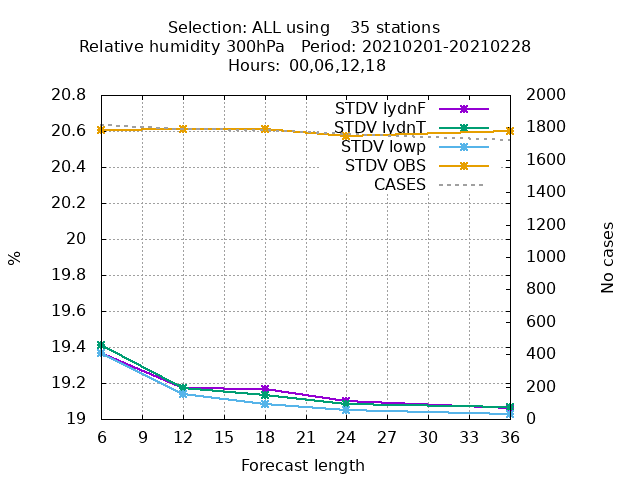 Selection: ALL using    35 stations
Relative humidity 300hPa   Period: 20210201-20210228
Hours: 00,06,12,18
20.8
20.6
20.4
20.2
20
19.8
19.6
19.4
19.2
19
%
STDV lydnF
STDV lydnT
STDV lowp
STDV OBS
CASES
2000
1800
1600
1400
1200
1000
800
600
400
200
0
No cases
6 9 12 15 18 21 24 27 30 33 36
Forecast length